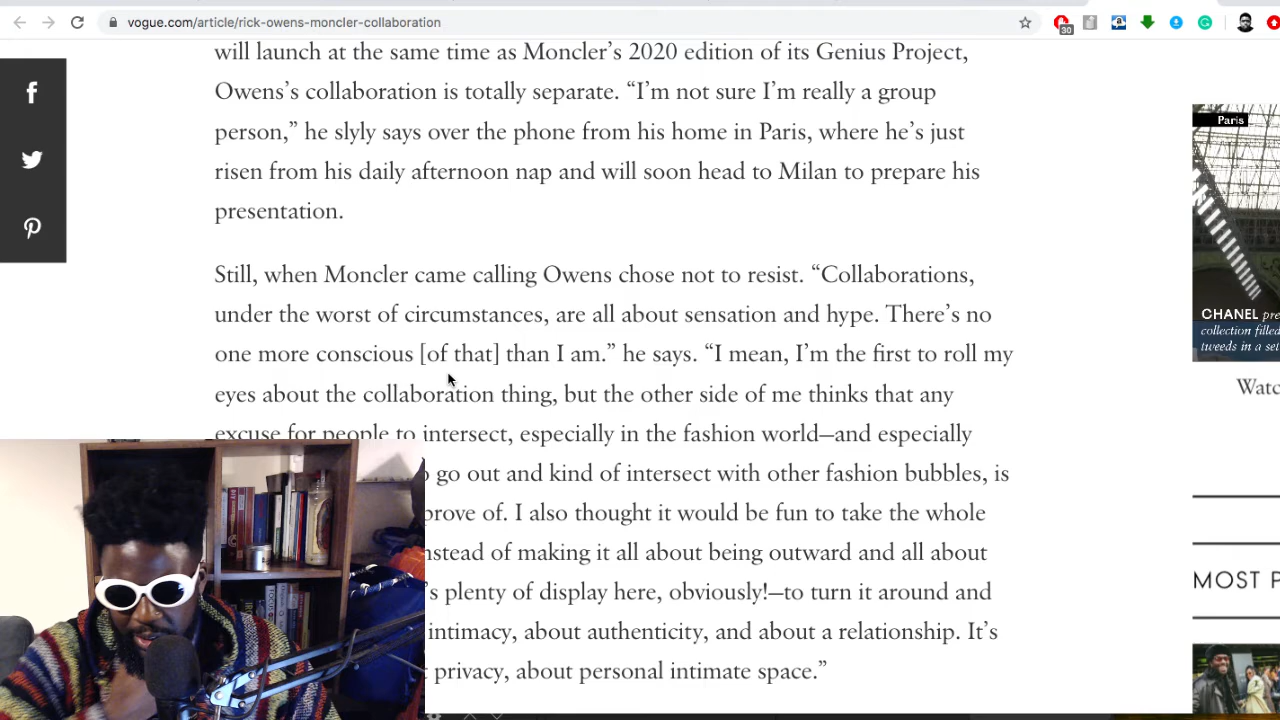 vogue.com/article/rick-owens-moncler-collaboration
30
will launch at the same time as Moncler’s 2020 edition of its Genius Project,
Owens’s collaboration is totally separate. “I’m not sure I’m really a group
person,” he slyly says over the phone from his home in Paris, where he’s just
risen from his daily afternoon nap and will soon head to Milan to prepare his
presentation.
Still, when Moncler came calling Owens chose not to resist. “Collaborations,
under the worst of circumstances, are all about sensation and hype. There’s no
one more conscious [of that] than I am.” he says. “I mean, I’m the first to roll my
eyes about the collaboration thing, but the other side of me thinks that any
excuse for people to intersect, especially in the fashion world—and especially
go out and kind of intersect with other fashion bubbles, is
prove of. I also thought it would be fun to take the whole
nstead of making it all about being outward and all about
’s plenty of display here, obviously!—to turn it around and
intimacy, about authenticity, and about a relationship. It’s
privacy, about personal intimate space.”
Paris
CHANEL pre
collection filled
tweeds in a set
Watc
MOST P